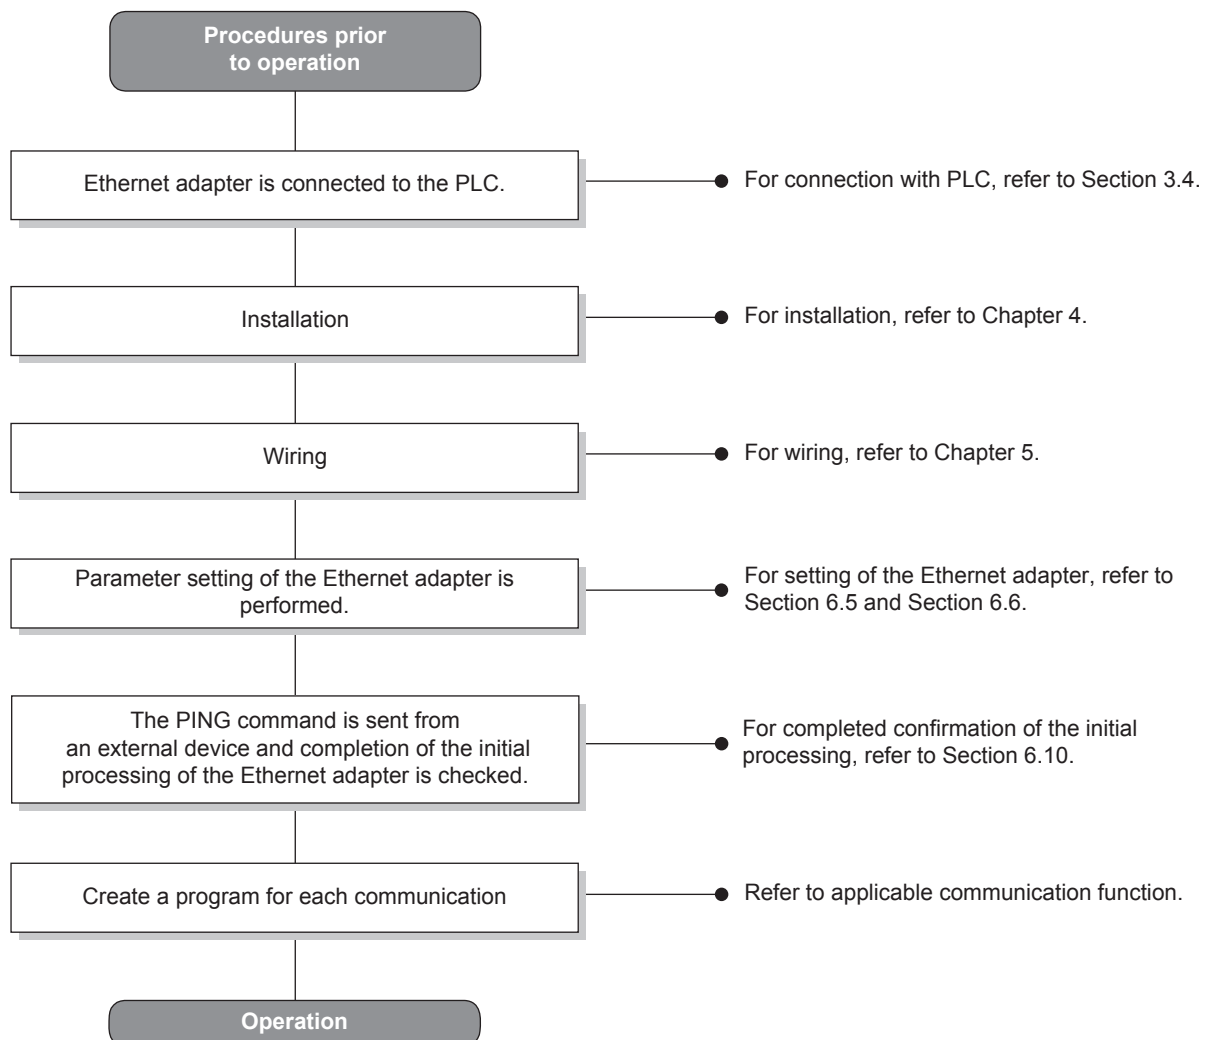 Procedures prior
to operation
Ethernet adapter is connected to the PLC.
For connection with PLC, refer to Section 3.4.
Installation
For installation, refer to Chapter 4.
Wiring
For wiring, refer to Chapter 5.
Parameter setting of the Ethernet adapter is
performed.
For setting of the Ethernet adapter, refer to
Section 6.5 and Section 6.6.
The PING command is sent from
an external device and completion of the initial
processing of the Ethernet adapter is checked.
For completed confirmation of the initial
processing, refer to Section 6.10.
Create a program for each communication
Refer to applicable communication function.
Operation